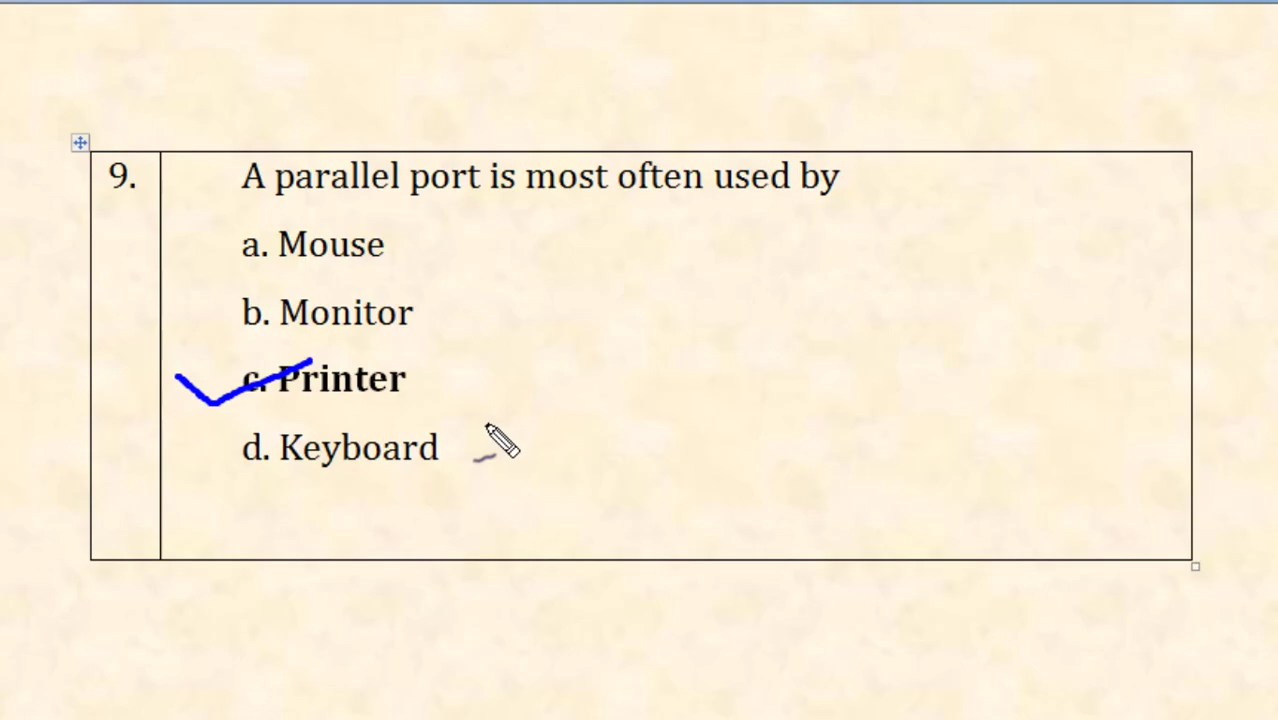 9.
A parallel port is most often used by
a. Mouse
b. Monitor
c. Printer
d. Keyboard